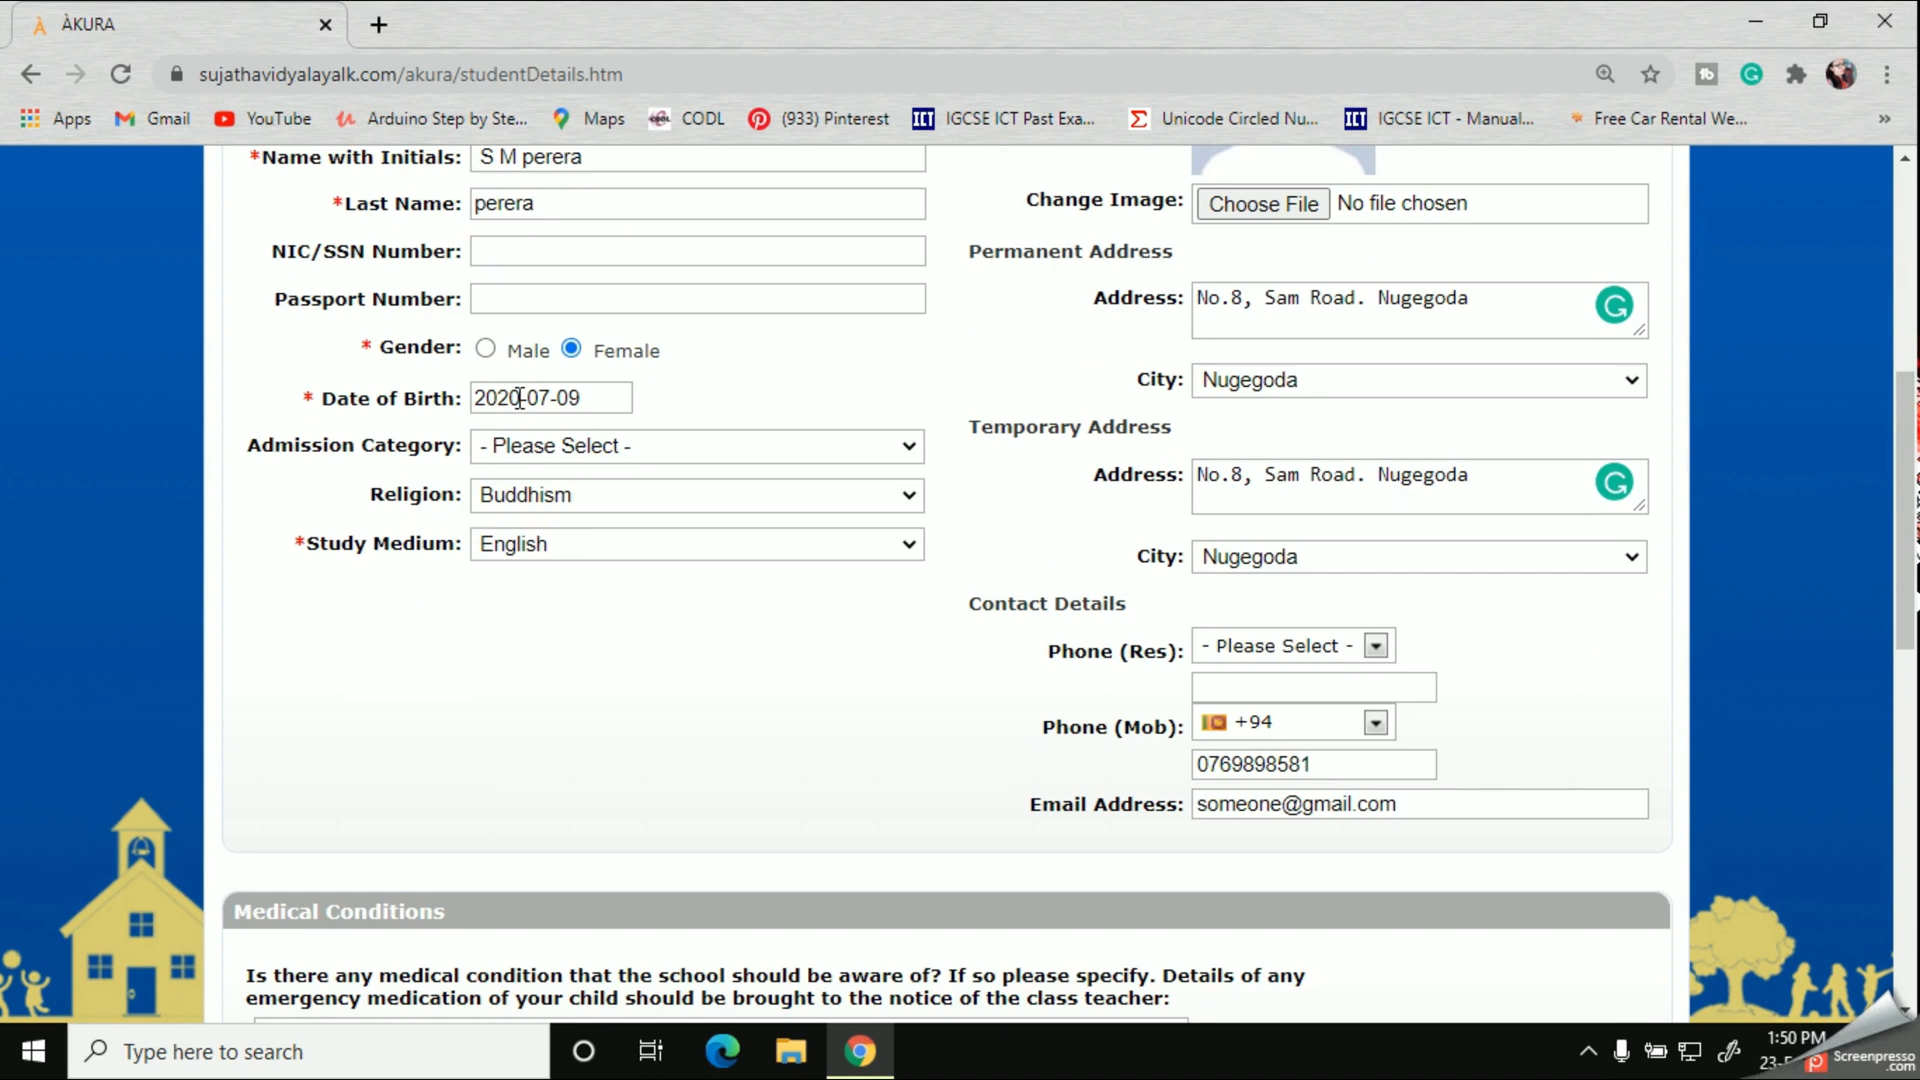 ÀKURA
sujathavidyalayalk.com/akura/studentDetails.htm
Apps Gmail YouTube Arduino Step by Ste... Maps CODL (933) Pinterest IGCSE ICT Past Exa... Unicode Circled Nu... IGCSE ICT - Manual... Free Car Rental We... »
*Name with Initials: S M perera
*Last Name: perera
NIC/SSN Number:
Passport Number:
* Gender: Male Female
* Date of Birth: 2020-07-09
Admission Category: - Please Select -
Religion: Buddhism
*Study Medium: English
Change Image: Choose File No file chosen
Permanent Address
Address: No.8, Sam Road. Nugegoda
City: Nugegoda
Temporary Address
Address: No.8, Sam Road. Nugegoda
City: Nugegoda
Contact Details
Phone (Res): - Please Select -
Phone (Mob): +94
0769898581
Email Address: someone@gmail.com
Medical Conditions
Is there any medical condition that the school should be aware of? If so please specify. Details of any
emergency medication of your child should be brought to the notice of the class teacher:
Type here to search
1:50 PM
Screenpresso
.com